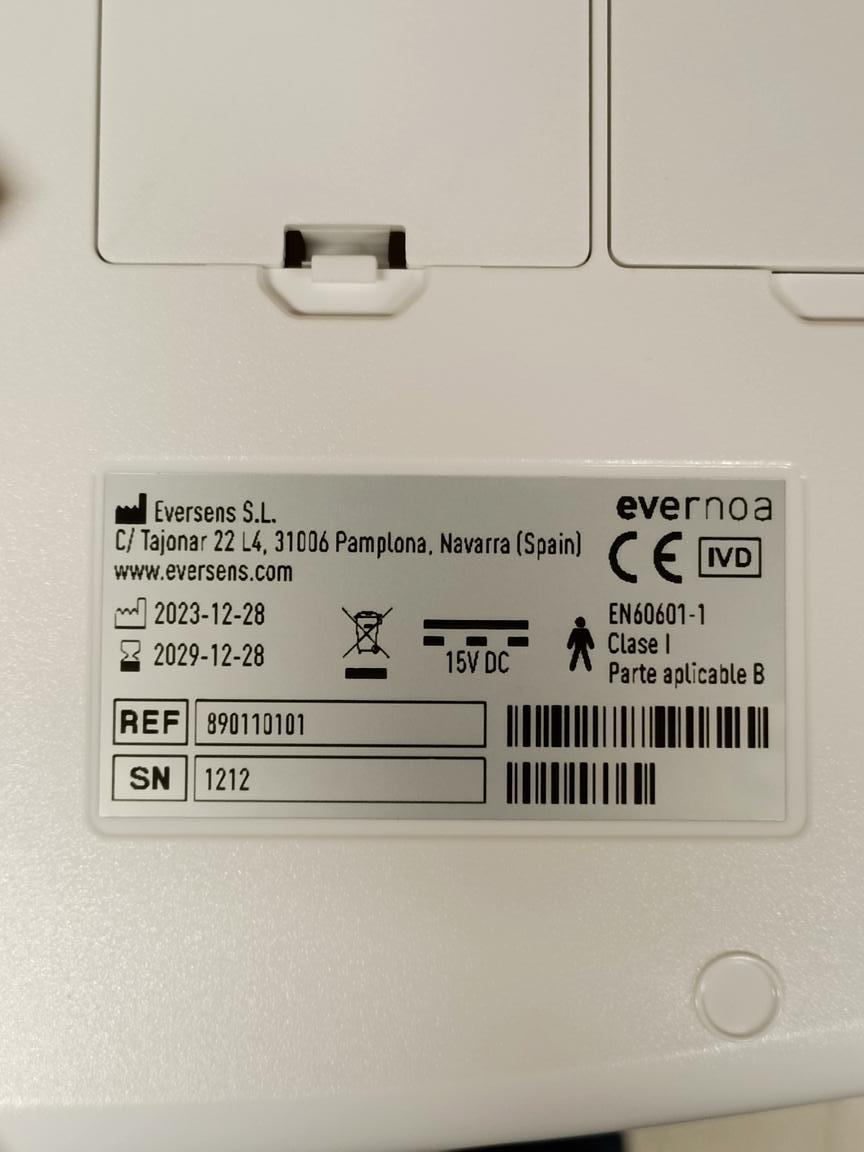 Eversens S.L.
evernoa
C/ Tajonar 22 L4, 31006 Pamplona, Navarra (Spain)
www.eversens.com
CE IVD
2023-12-28
2029-12-28
15V DC
EN60601-1
Clase I
Parte aplicable B
REF 890110101
SN 1212